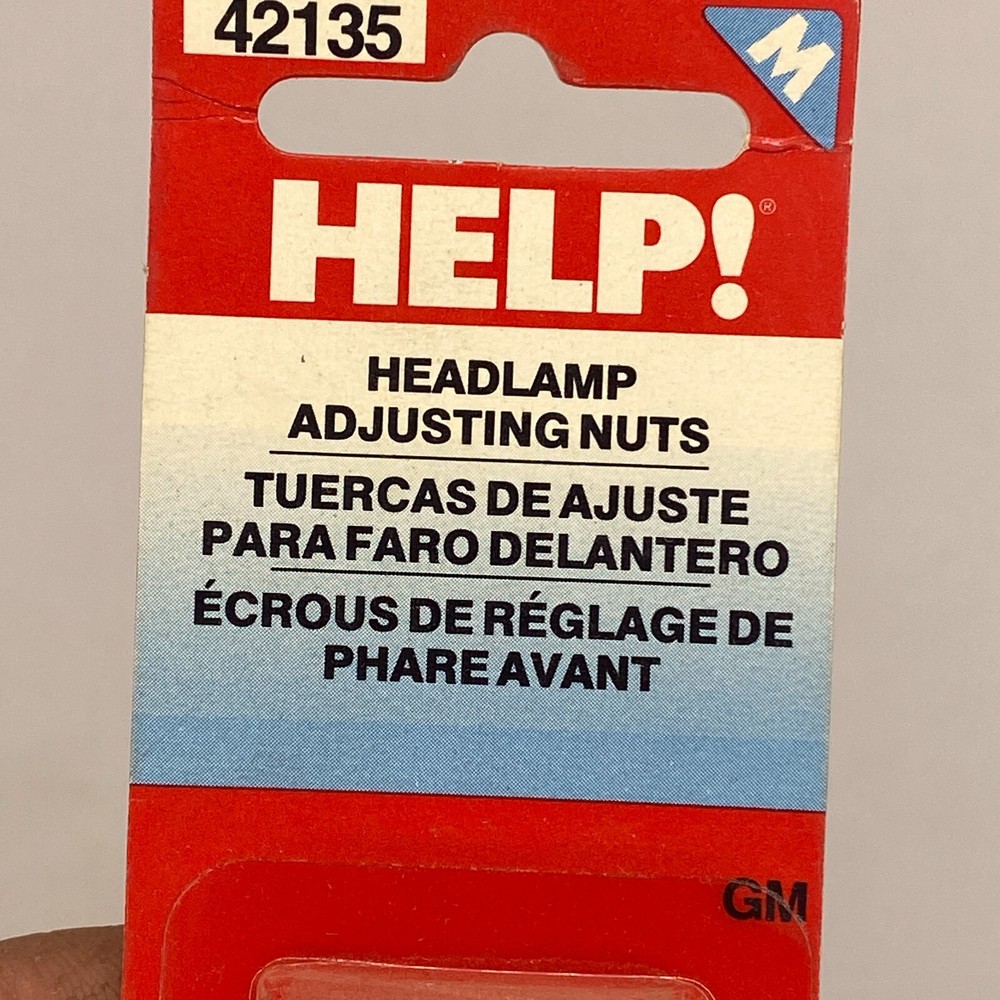 42135
M
HELP!®
HEADLAMP
ADJUSTING NUTS
TUERCAS DE AJUSTE
PARA FARO DELANTERO
ÉCROUS DE RÉGLAGE DE
PHARE AVANT
GM